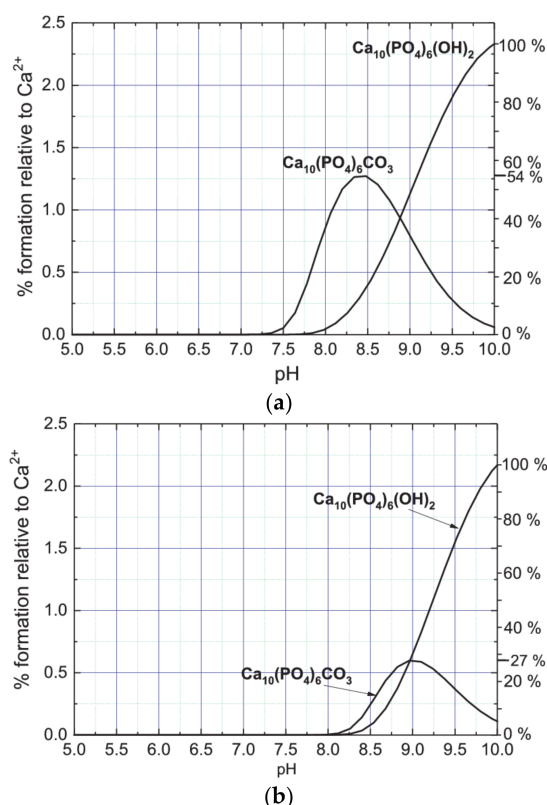 % formation relative to Ca2+
2.5
2.0
1.5
1.0
0.5
0.0
Ca10(PO4)6(OH)2
Ca10(PO4)6CO3
100 %
80 %
60 %
54 %
40 %
20 %
0 %
5.0 5.5 6.0 6.5 7.0 7.5 8.0 8.5 9.0 9.5 10.0
pH
(a)
% formation relative to Ca2+
2.5
2.0
1.5
1.0
0.5
0.0
Ca10(PO4)6(OH)2
Ca10(PO4)6CO3
100 %
80 %
60 %
40 %
27 %
20 %
0 %
5.0 5.5 6.0 6.5 7.0 7.5 8.0 8.5 9.0 9.5 10.0
pH
(b)